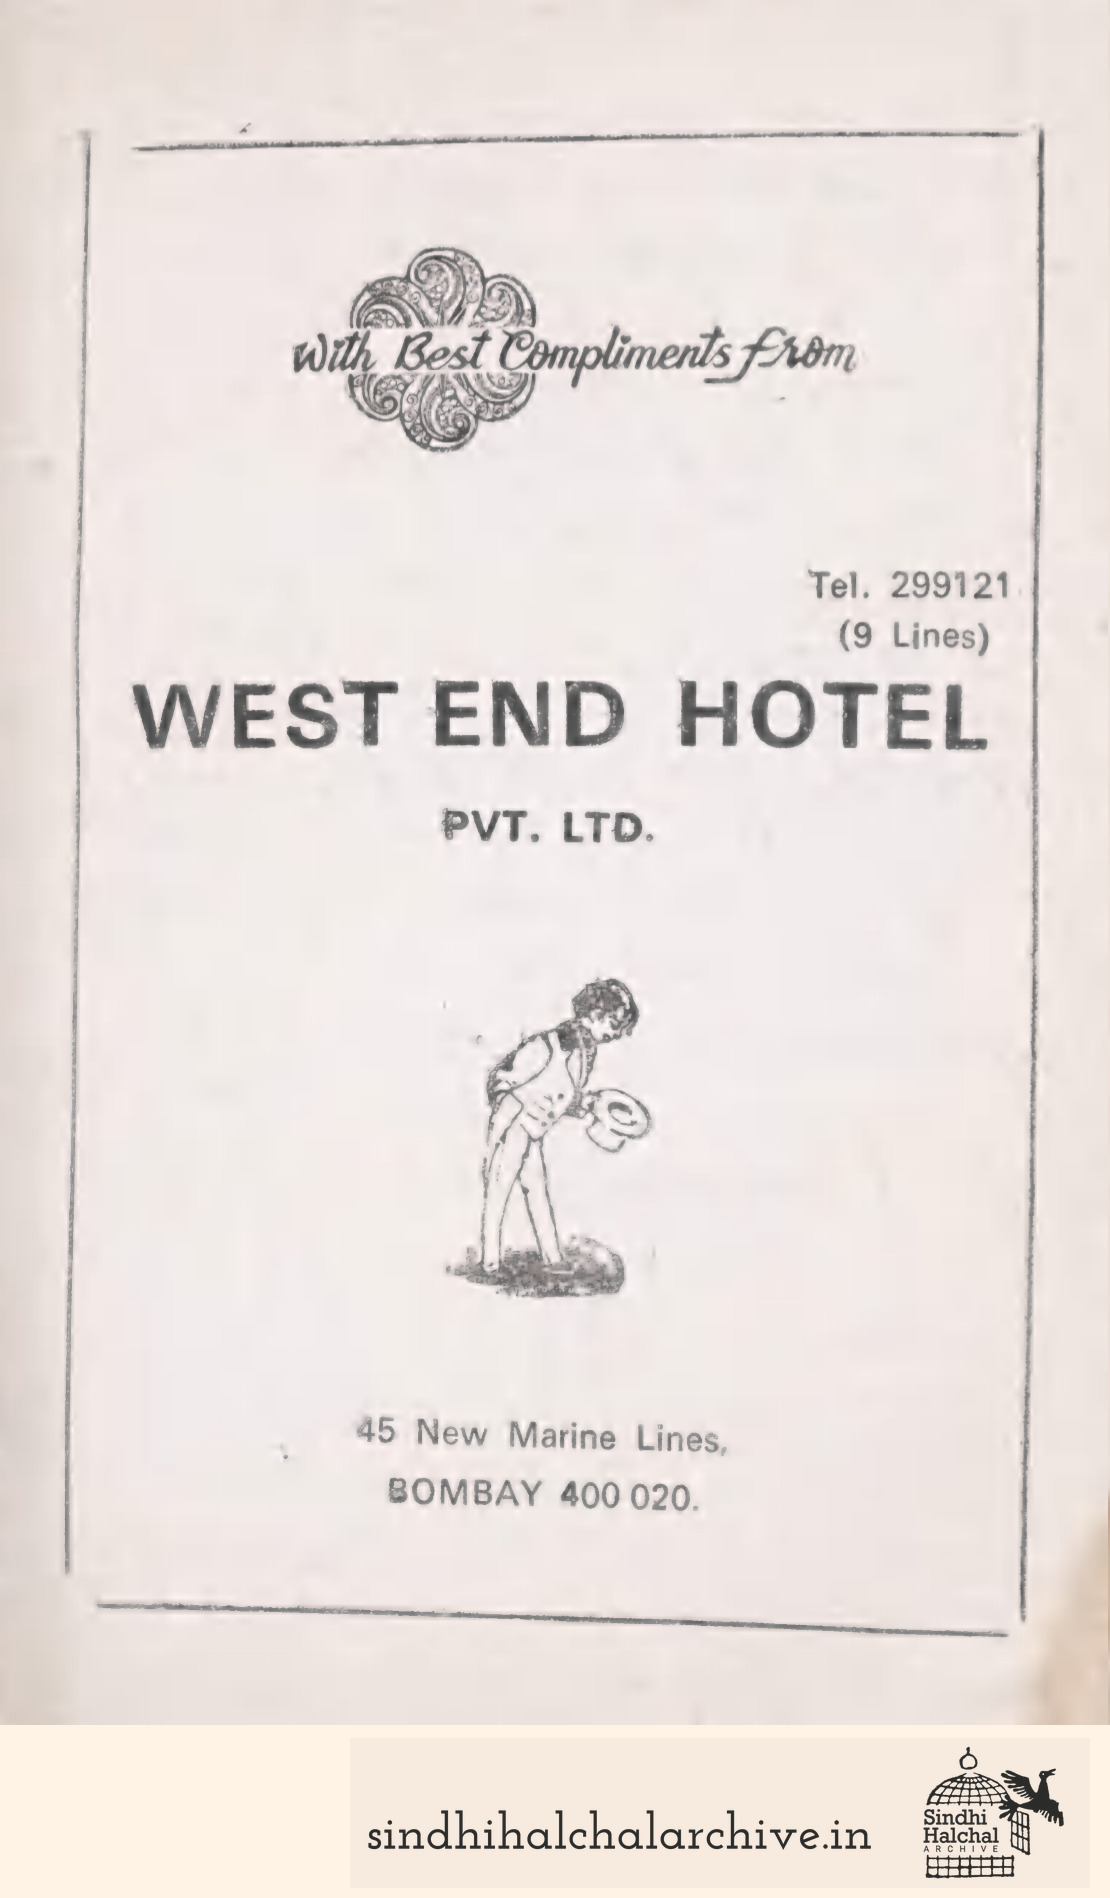 With Best Compliments from
Tel. 299121
(9 Lines)
WEST END HOTEL
PVT. LTD.
45 New Marine Lines,
BOMBAY 400 020.
sindhihalchalarchive.in
Sindhi
Halchal
ARCHIVE